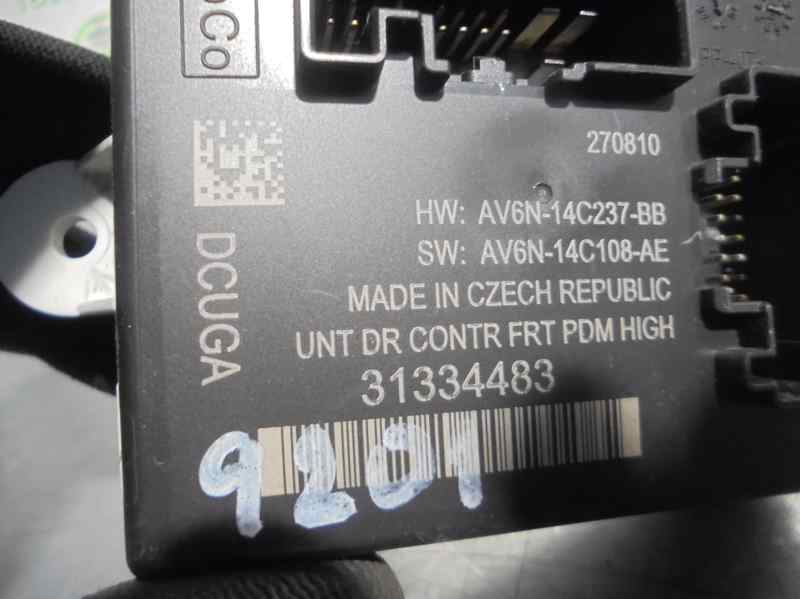 270810
HW: AV6N-14C237-BB
SW: AV6N-14C108-AE
MADE IN CZECH REPUBLIC
UNT DR CONTR FRT PDM HIGH
31334483
DCUGA
9201